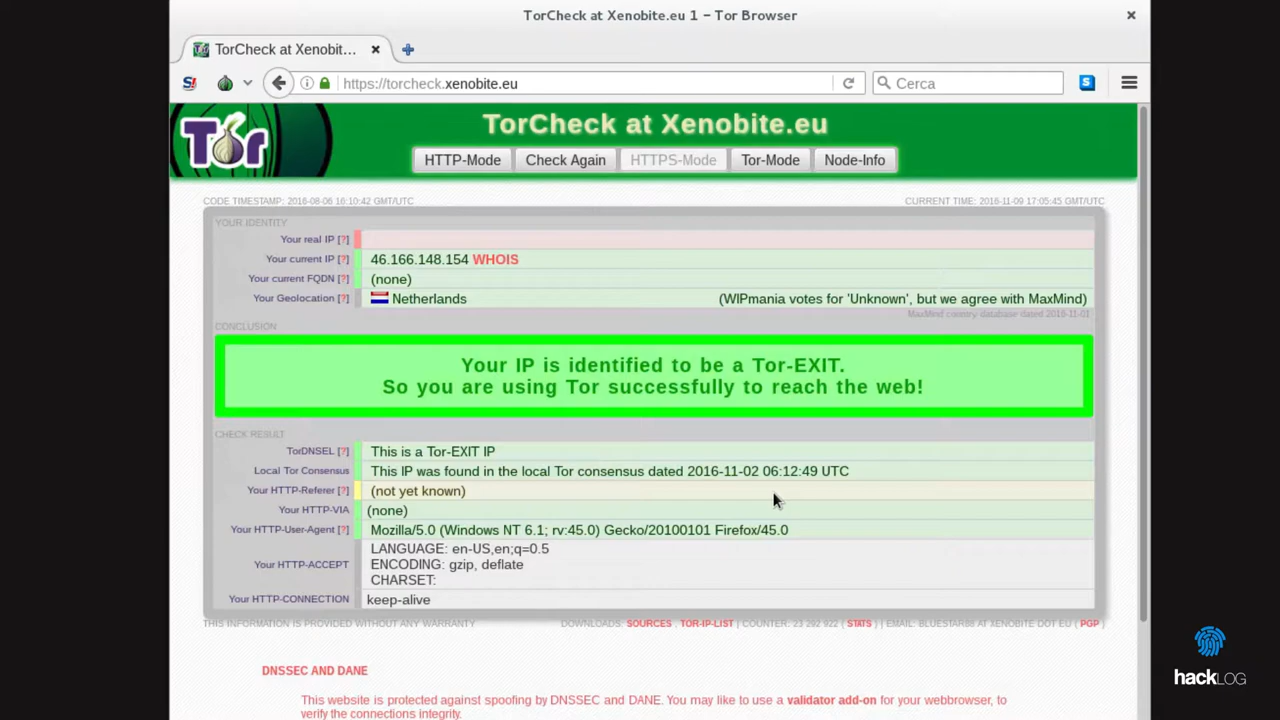 TorCheck at Xenobite.eu 1 – Tor Browser
TorCheck at Xenobit…
https://torcheck.xenobite.eu
Cerca
Tor
TorCheck at Xenobite.eu
HTTP-Mode
Check Again
HTTPS-Mode
Tor-Mode
Node-Info
CODE TIMESTAMP: 2016-08-06 16:10:42 GMT/UTC
CURRENT TIME: 2016-11-09 17:05:45 GMT/UTC
YOUR IDENTITY
Your real IP [?]
Your current IP [?] 46.166.148.154 WHOIS
Your current FQDN [?] (none)
Your Geolocation [?] Netherlands (WIPmania votes for 'Unknown', but we agree with MaxMind)
MaxMind country database dated 2016-11-01
CONCLUSION
Your IP is identified to be a Tor-EXIT.
So you are using Tor successfully to reach the web!
CHECK RESULT
TorDNSEL [?] This is a Tor-EXIT IP
Local Tor Consensus This IP was found in the local Tor consensus dated 2016-11-02 06:12:49 UTC
Your HTTP-Referer [?] (not yet known)
Your HTTP-VIA (none)
Your HTTP-User-Agent [?] Mozilla/5.0 (Windows NT 6.1; rv:45.0) Gecko/20100101 Firefox/45.0
LANGUAGE: en-US,en;q=0.5
Your HTTP-ACCEPT ENCODING: gzip, deflate
CHARSET:
Your HTTP-CONNECTION keep-alive
THIS INFORMATION IS PROVIDED WITHOUT ANY WARRANTY
DOWNLOADS: SOURCES , TOR-IP-LIST | COUNTER: 23 292 922 ( STATS ) | EMAIL: BLUESTAR88 AT XENOBITE DOT EU ( PGP )
DNSSEC AND DANE
This website is protected against spoofing by DNSSEC and DANE. You may like to use a validator add-on for your webbrowser, to
verify the connections integrity.
hackLOG